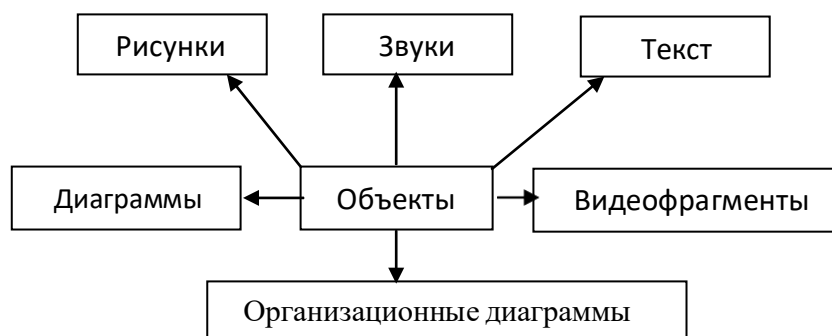 Рисунки
Звуки
Текст
Диаграммы
Объекты
Видеофрагменты
Организационные диаграммы